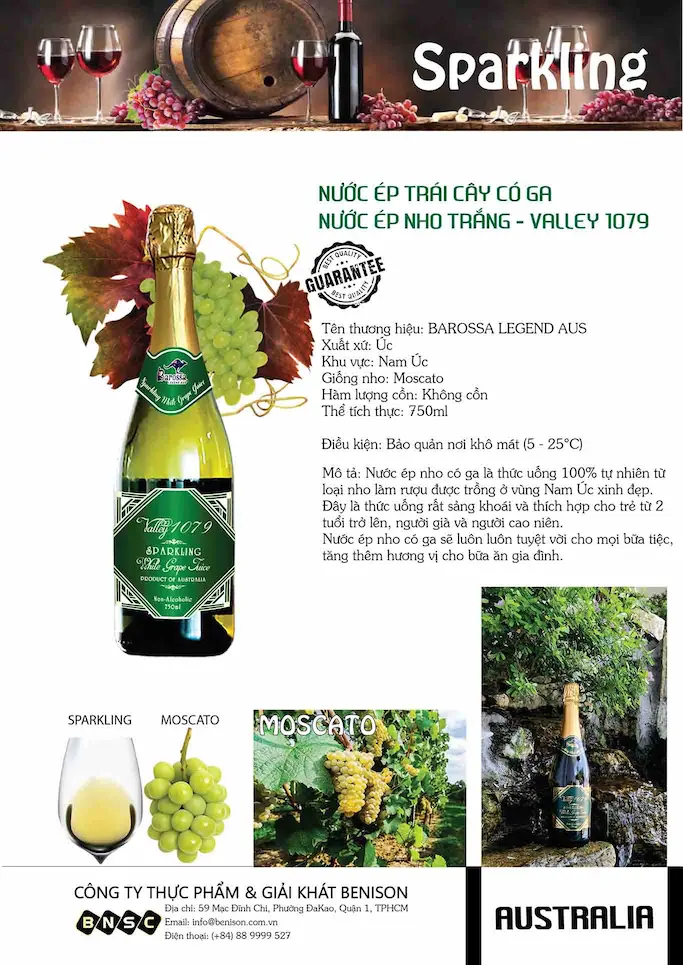 Sparkling
NƯỚC ÉP TRÁI CÂY CÓ GA
NƯỚC ÉP NHO TRẮNG - VALLEY 1079
BEST QUALITY
GUARANTEE
BEST QUALITY
Tên thương hiệu: BAROSSA LEGEND AUS
Xuất xứ: Úc
Khu vực: Nam Úc
Giống nho: Moscato
Hàm lượng cồn: Không cồn
Thể tích thực: 750ml
Điều kiện: Bảo quản nơi khô mát (5 - 25°C)
Mô tả: Nước ép nho có ga là thức uống 100% tự nhiên từ
loại nho làm rượu được trồng ở vùng Nam Úc xinh đẹp.
Đây là thức uống rất sảng khoái và thích hợp cho trẻ từ 2
tuổi trở lên, người già và người cao niên.
Nước ép nho có ga sẽ luôn luôn tuyệt vời cho mọi bữa tiệc,
tăng thêm hương vị cho bữa ăn gia đình.
Barossa
Sparkling White Grape Juice
Valley 1079
SPARKLING
White Grape Juice
PRODUCT OF AUSTRALIA
Non-Alcoholic
750ml
SPARKLING
MOSCATO
MOSCATO
Valley 1079
CÔNG TY THỰC PHẨM & GIẢI KHÁT BENISON
BNSC
Địa chỉ: 59 Mạc Đĩnh Chi, Phường ĐaKao, Quận 1, TPHCM
Email: info@benison.com.vn
Điện thoại: (+84) 88 9999 527
AUSTRALIA